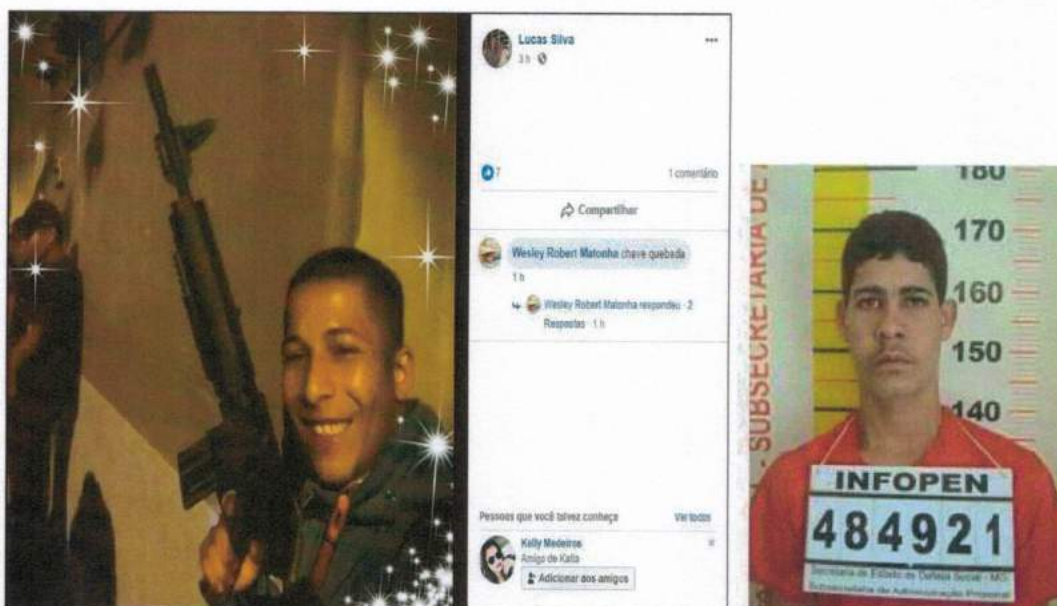 Lucas Silva
3 h
7
1 comentário
Compartilhar
Wesley Robert Matonha chave quebada
1 h
Wesley Robert Matonha respondeu · 2
Respostas · 1 h
Pessoas que você talvez conheça
Ver todos
Kelly Medeiros
Amigo de Katia
Adicionar aos amigos
SUBSECRETARIA DE
180
170
160
150
140
INFOPEN
484921
Secretaria de Estado de Defesa Social - MG
Subsecretaria de Administração Prisional